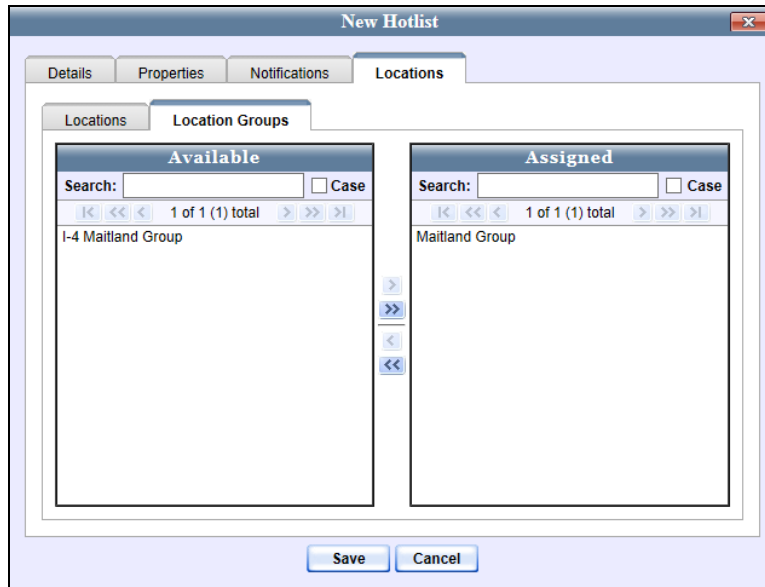 New Hotlist
Details Properties Notifications Locations
Locations Location Groups
Available
Search: Case
1 of 1 (1) total
I-4 Maitland Group
Assigned
Search: Case
1 of 1 (1) total
Maitland Group
Save Cancel